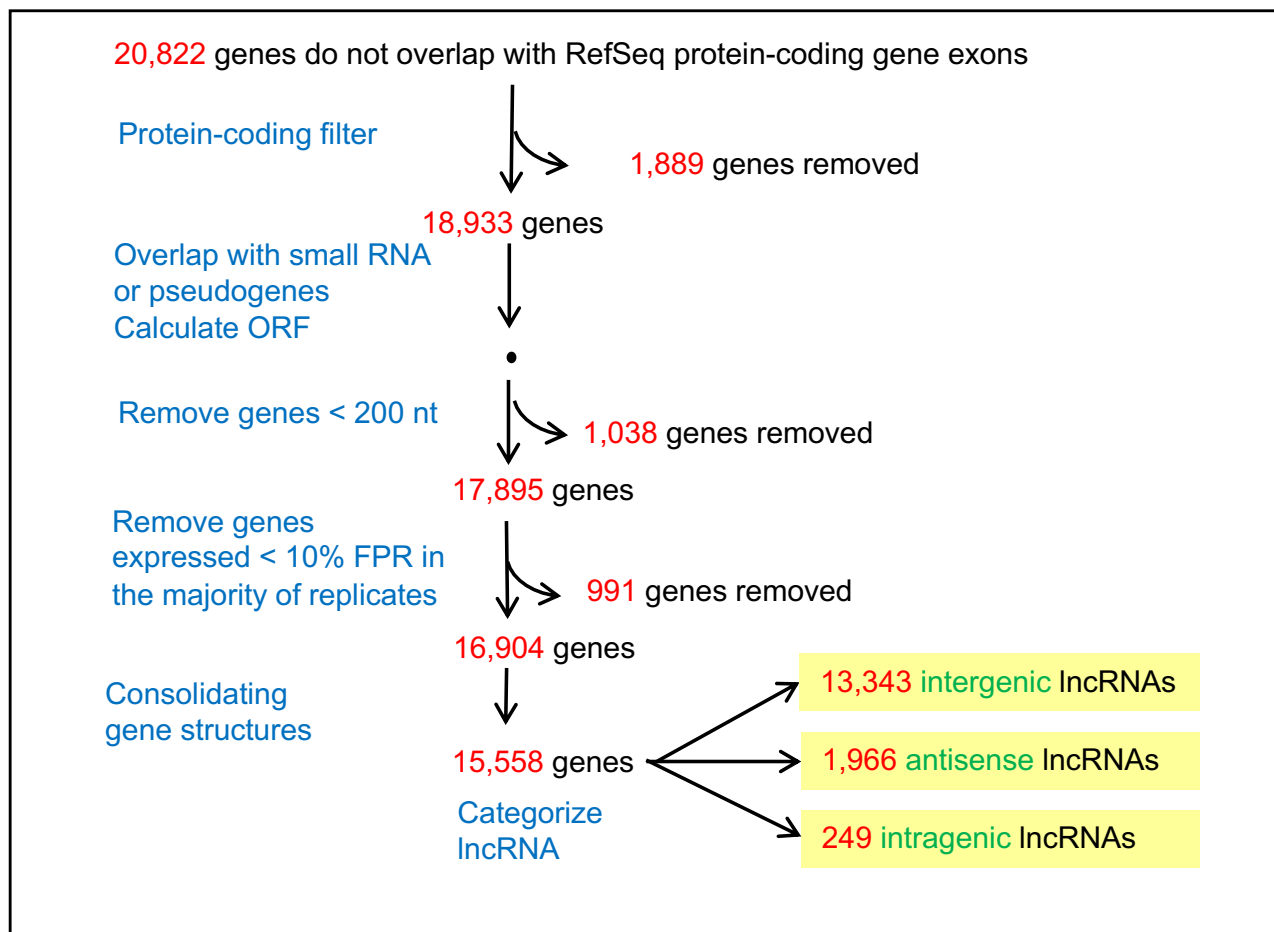 20,822 genes do not overlap with RefSeq protein-coding gene exons
Protein-coding filter
1,889 genes removed
18,933 genes
Overlap with small RNA
or pseudogenes
Calculate ORF
Remove genes < 200 nt
1,038 genes removed
17,895 genes
Remove genes
expressed < 10% FPR in
the majority of replicates
991 genes removed
16,904 genes
Consolidating
gene structures
15,558 genes
Categorize
lncRNA
13,343 intergenic lncRNAs
1,966 antisense lncRNAs
249 intragenic lncRNAs